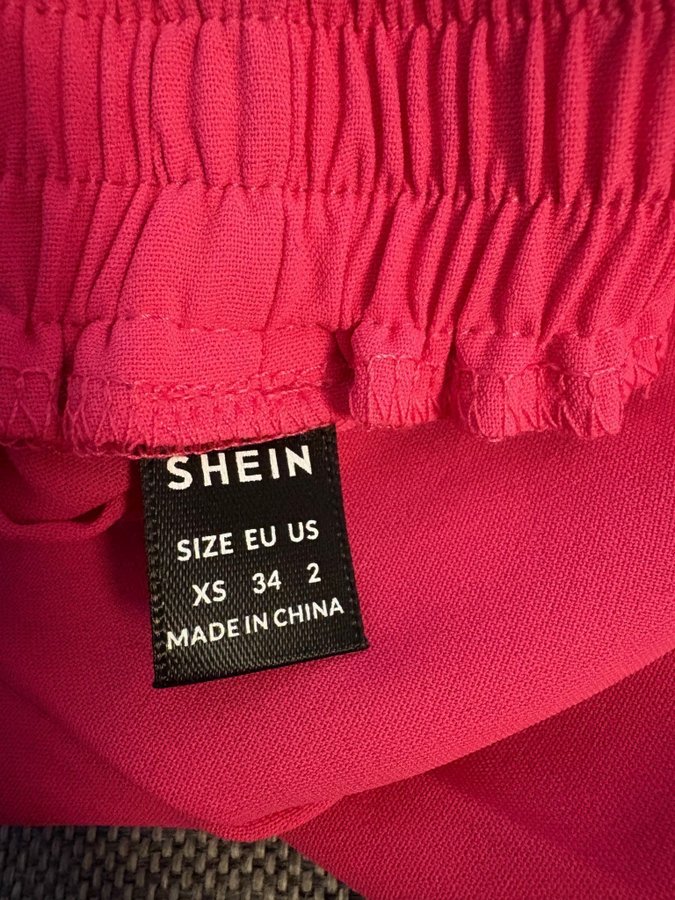 SHEIN
SIZE EU US
XS 34 2
MADE IN CHINA